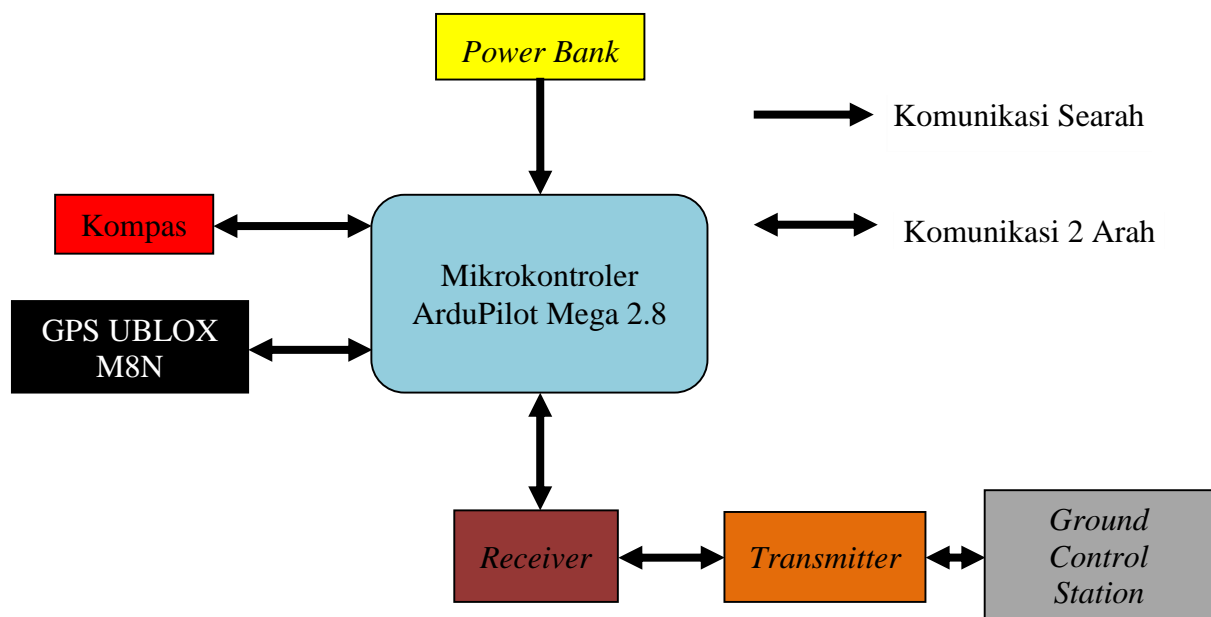 Power Bank
Komunikasi Searah
Kompas
Komunikasi 2 Arah
Mikrokontroler
ArduPilot Mega 2.8
GPS UBLOX
M8N
Receiver
Transmitter
Ground
Control
Station